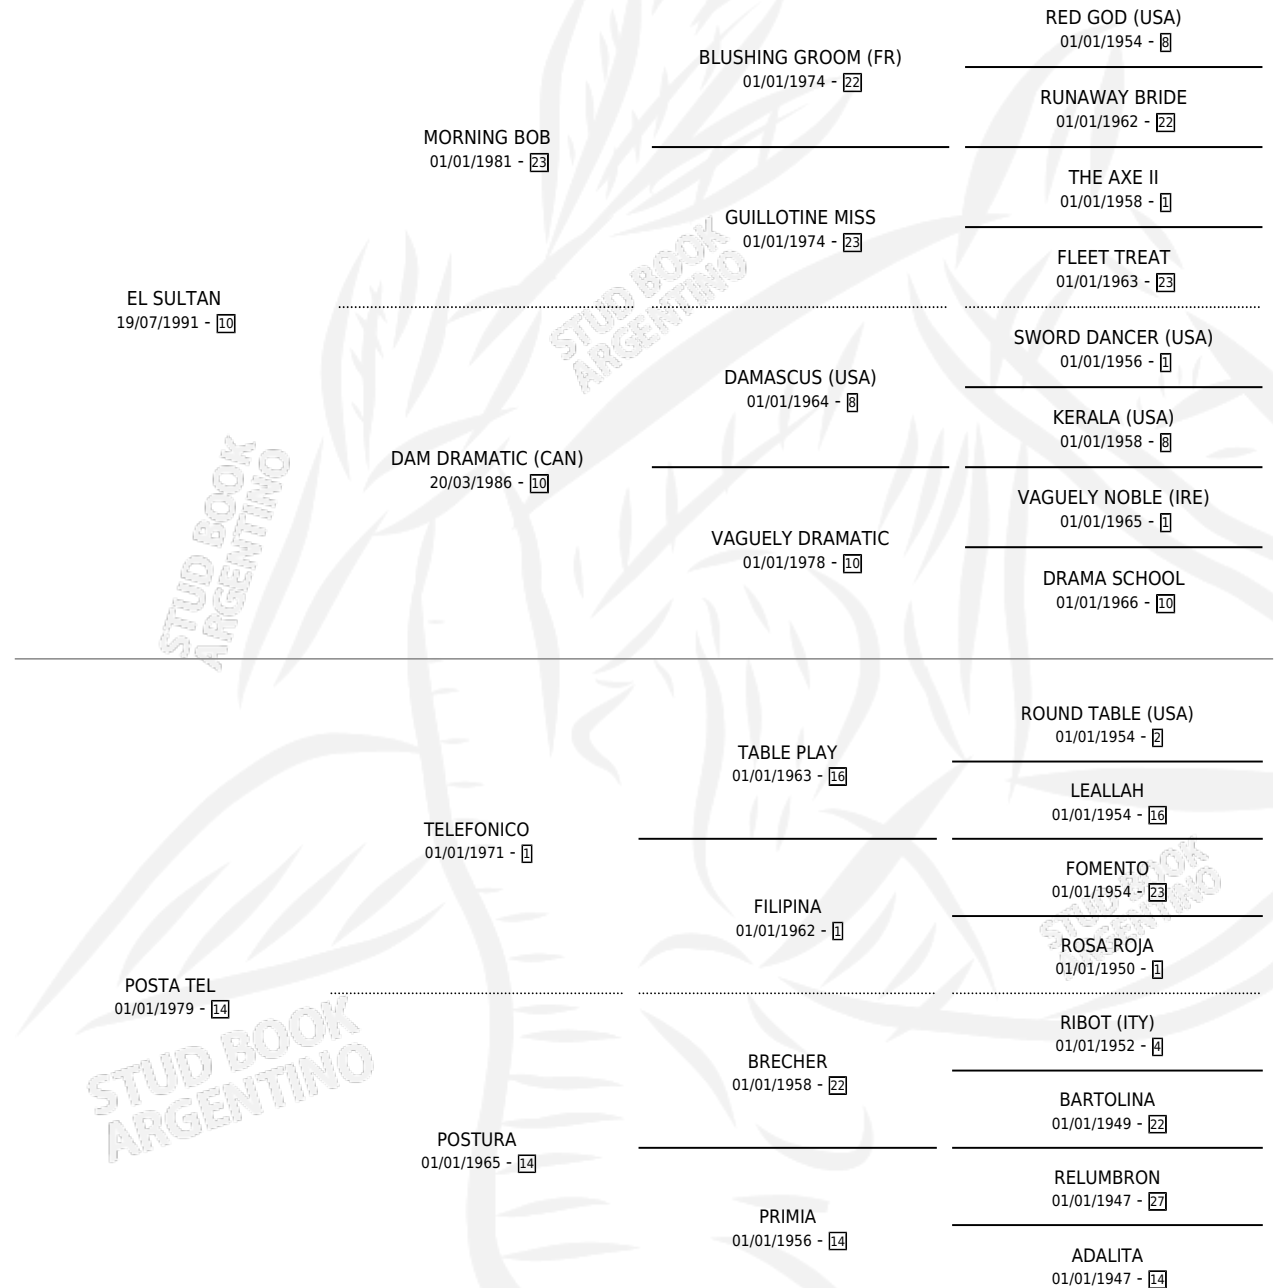 RED GOD (USA)
01/01/1954 - 8
BLUSHING GROOM (FR)
01/01/1974 - 22
RUNAWAY BRIDE
01/01/1962 - 22
MORNING BOB
01/01/1981 - 23
THE AXE II
01/01/1958 - 1
GUILLOTINE MISS
01/01/1974 - 23
FLEET TREAT
01/01/1963 - 23
EL SULTAN
19/07/1991 - 10
SWORD DANCER (USA)
01/01/1956 - 1
DAMASCUS (USA)
01/01/1964 - 8
KERALA (USA)
01/01/1958 - 8
DAM DRAMATIC (CAN)
20/03/1986 - 10
VAGUELY NOBLE (IRE)
01/01/1965 - 1
VAGUELY DRAMATIC
01/01/1978 - 10
DRAMA SCHOOL
01/01/1966 - 10
ROUND TABLE (USA)
01/01/1954 - 2
TABLE PLAY
01/01/1963 - 16
LEALLAH
01/01/1954 - 16
TELEFONICO
01/01/1971 - 1
FOMENTO
01/01/1954 - 23
FILIPINA
01/01/1962 - 1
ROSA ROJA
01/01/1950 - 1
POSTA TEL
01/01/1979 - 14
RIBOT (ITY)
01/01/1952 - 4
BRECHER
01/01/1958 - 22
BARTOLINA
01/01/1949 - 22
POSTURA
01/01/1965 - 14
RELUMBRON
01/01/1947 - 27
PRIMIA
01/01/1956 - 14
ADALITA
01/01/1947 - 14
STUD BOOK
ARGENTINO
STUD BOOK
ARGENTINO
STUD BOOK
ARGENTINO
STUD BOOK
ARGENTINO